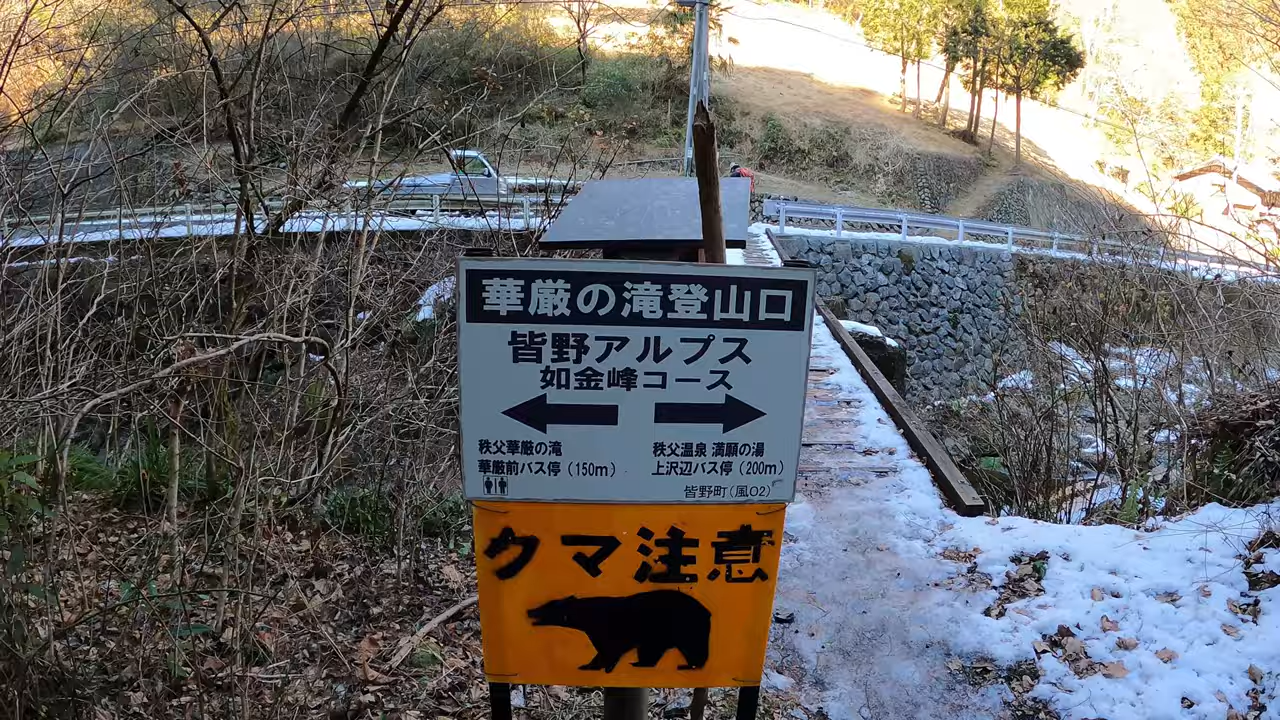 華厳の滝登山口
皆野アルプス
如金峰コース
秩父華厳の滝
華厳前バス停（150m）
秩父温泉 満願の湯
上沢辺バス停（200m）
皆野町（風02）
クマ注意